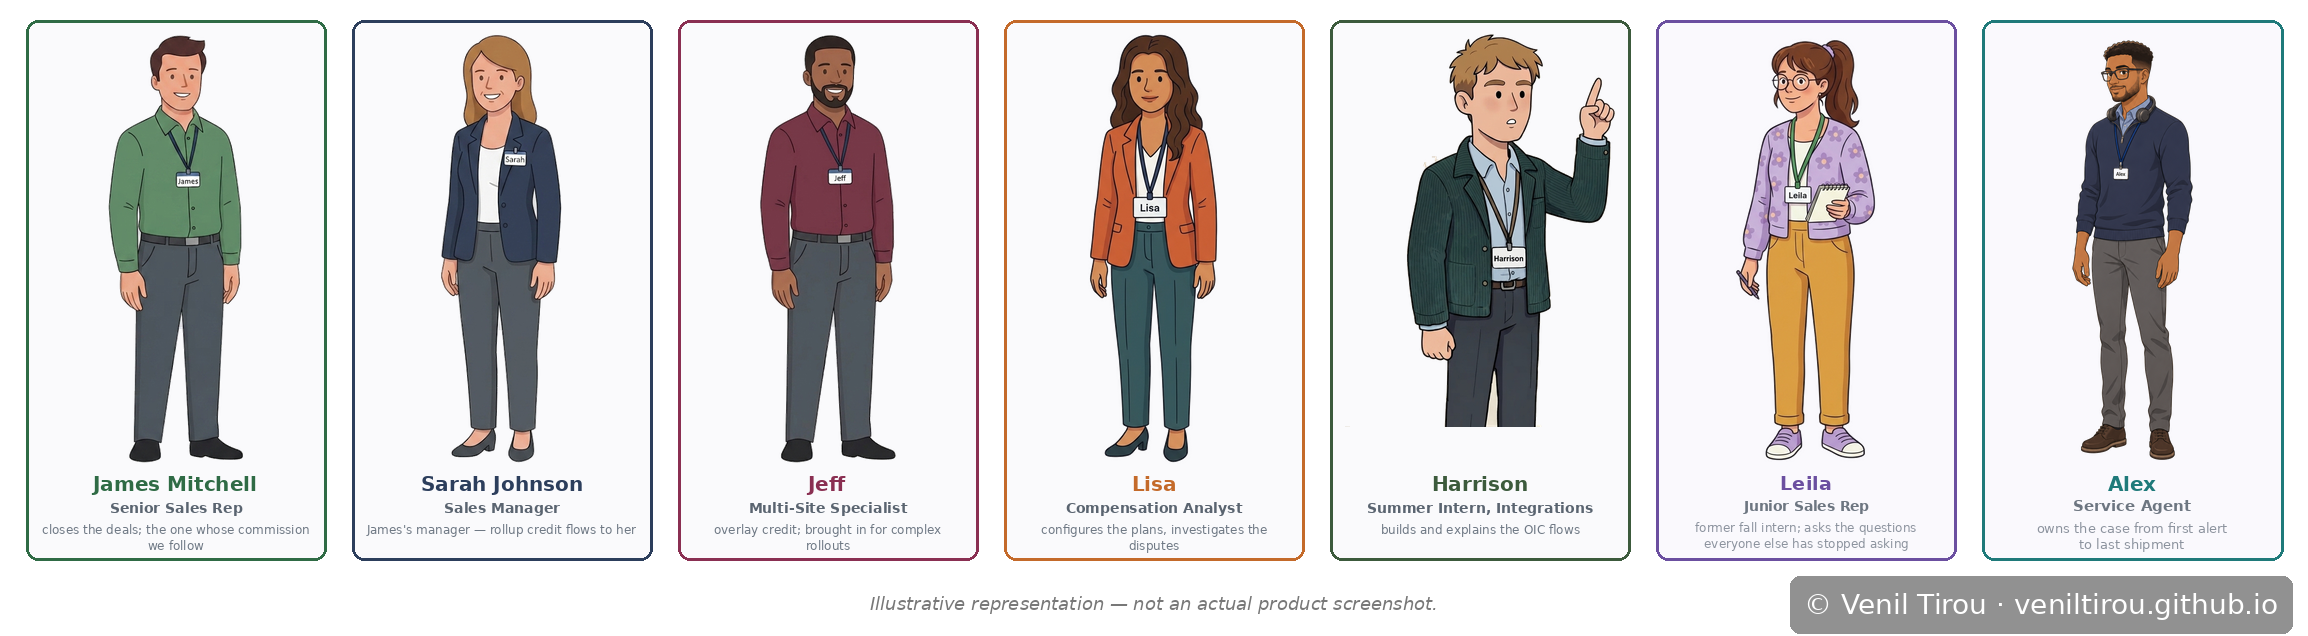 James
Sarah
Jeff
Lisa
Harrison
Leila
Alex
James Mitchell
Senior Sales Rep
closes the deals; the one whose commission
we follow
Sarah Johnson
Sales Manager
James's manager — rollup credit flows to her
Jeff
Multi-Site Specialist
overlay credit; brought in for complex
rollouts
Lisa
Compensation Analyst
configures the plans, investigates the
disputes
Harrison
Summer Intern, Integrations
builds and explains the OIC flows
Leila
Junior Sales Rep
former fall intern; asks the questions
everyone else has stopped asking
Alex
Service Agent
owns the case from first alert
to last shipment
Illustrative representation — not an actual product screenshot.
© Venil Tirou · veniltirou.github.io